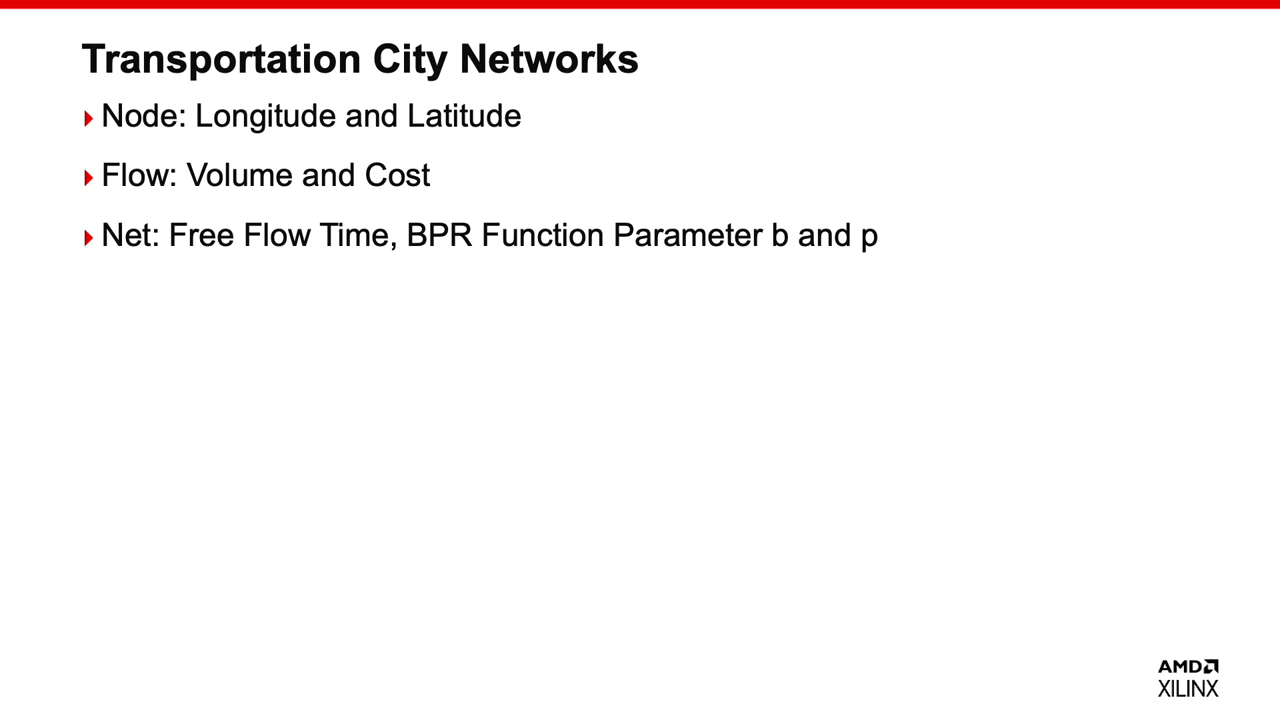 Transportation City Networks
Node: Longitude and Latitude
Flow: Volume and Cost
Net: Free Flow Time, BPR Function Parameter b and p
AMD
XILINX